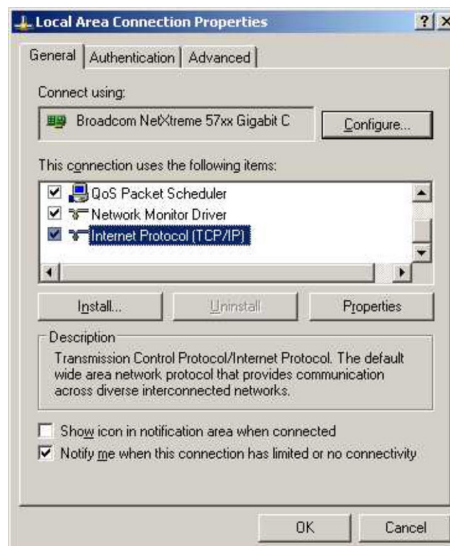 Local Area Connection Properties
General Authentication Advanced
Connect using:
Broadcom NetXtreme 57xx Gigabit C Configure...
This connection uses the following items:
QoS Packet Scheduler
Network Monitor Driver
Internet Protocol (TCP/IP)
Install... Uninstall Properties
Description
Transmission Control Protocol/Internet Protocol. The default
wide area network protocol that provides communication
across diverse interconnected networks.
Show icon in notification area when connected
Notify me when this connection has limited or no connectivity
OK Cancel